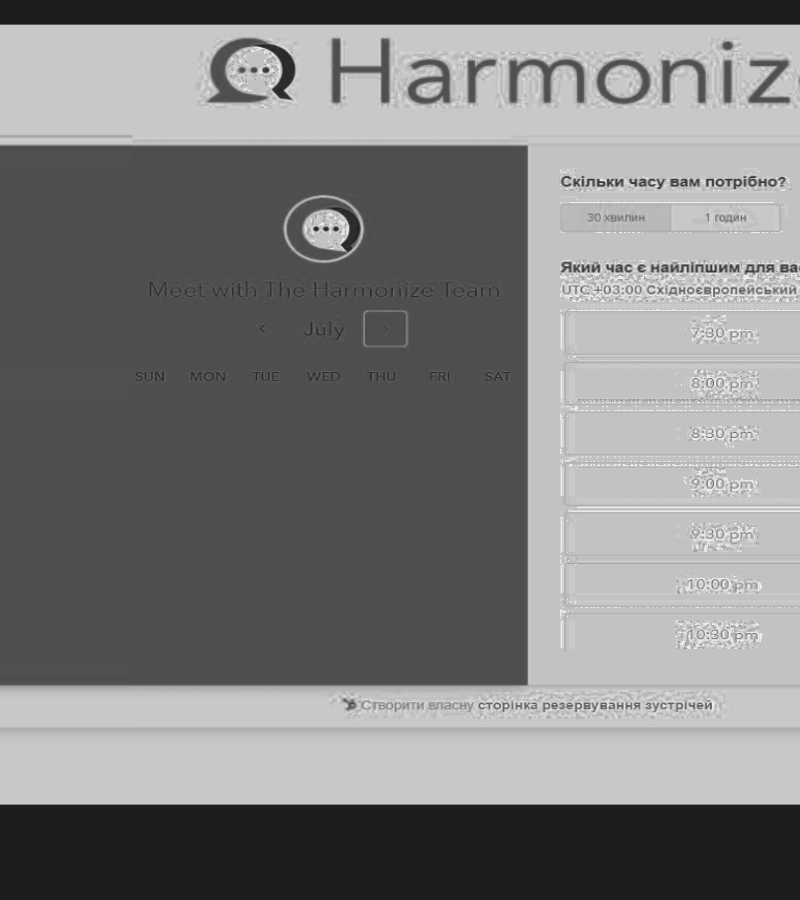 Harmonize
Meet with The Harmonize Team
July
SUN MON TUE WED THU FRI SAT
Скільки часу вам потрібно?
30 хвилин 1 годин
Який час є найліпшим для вас
UTC +03:00 Східноєвропейський
7:30 pm
8:00 pm
8:30 pm
9:00 pm
9:30 pm
10:00 pm
10:30 pm
Створити власну сторінка резервування зустрічей